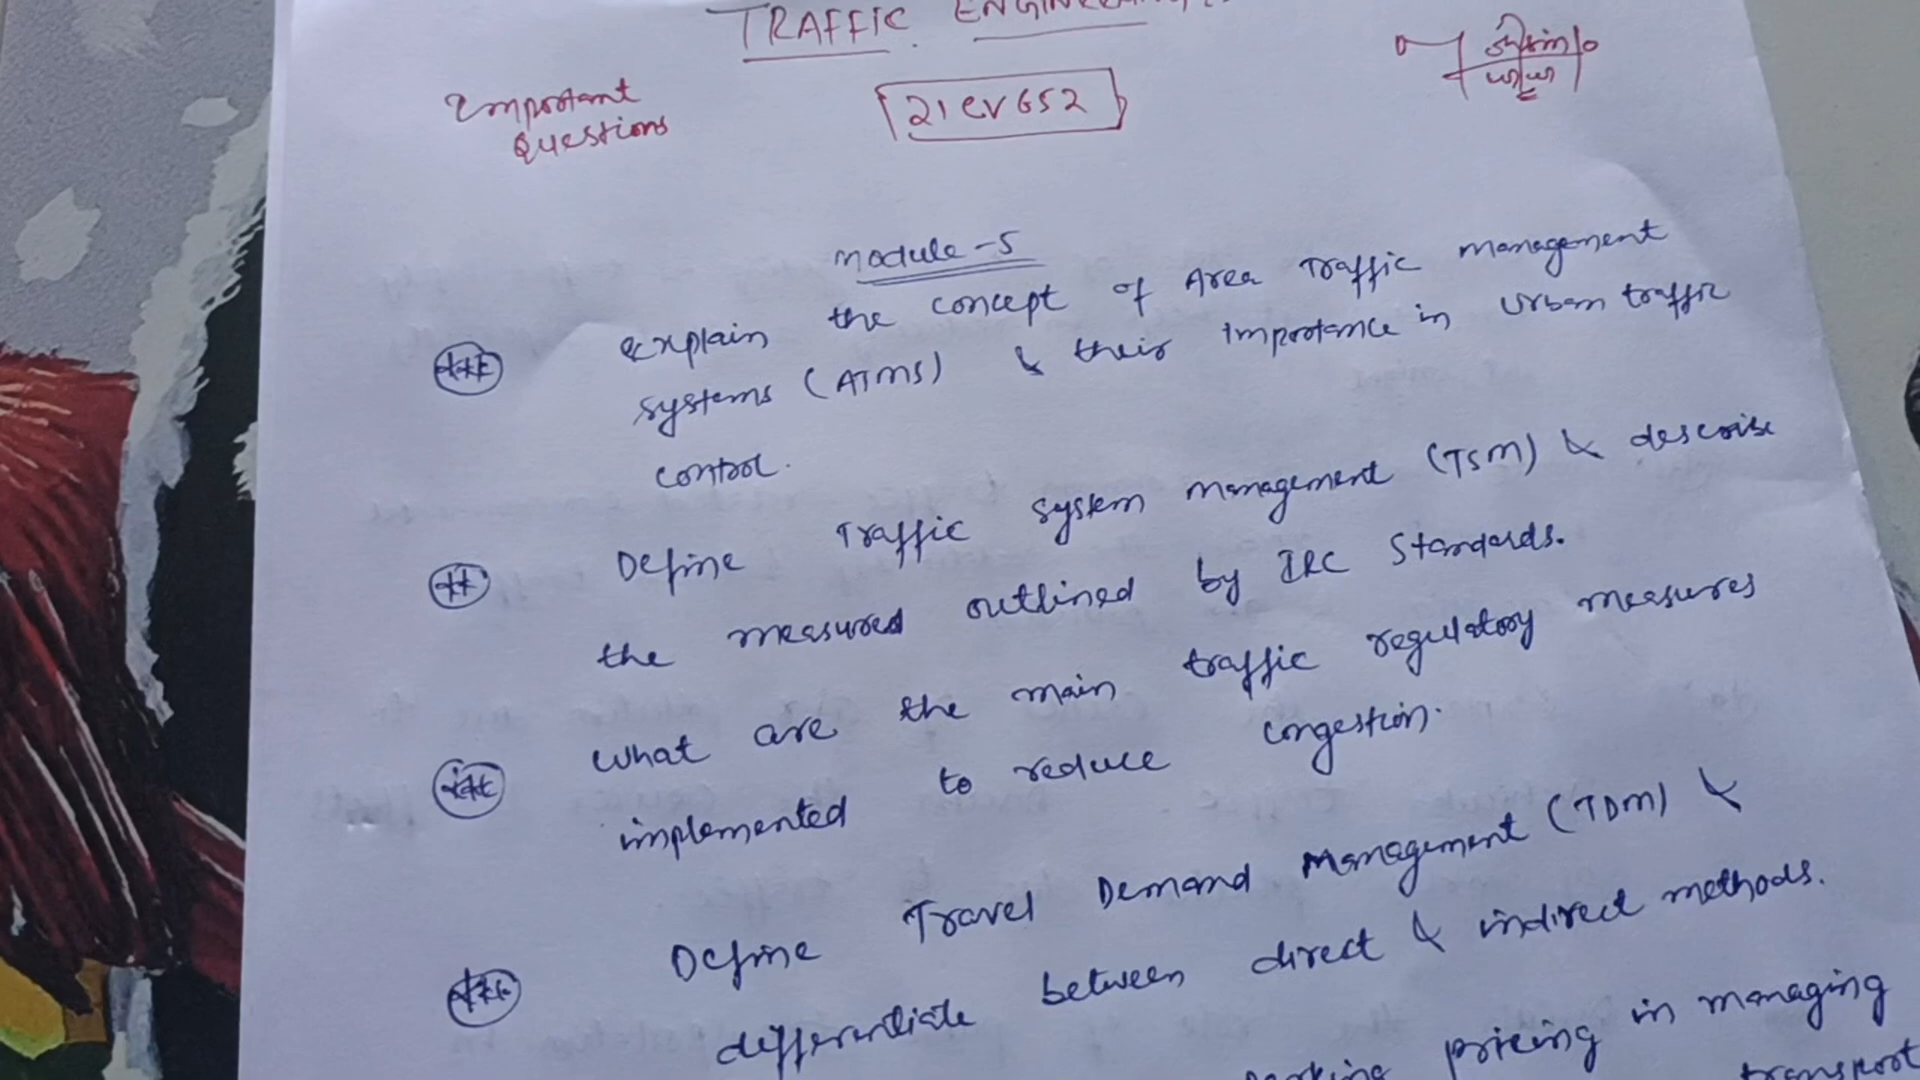 TRAFFIC ENGINEERING
Important
Questions
21CV652
Module-5
Explain the concept of Area Traffic Management
systems (ATMS) & their importance in Urban traffic
control.
Define Traffic system management (TSM) & describe
the measures outlined by IRC Standards.
What are the main traffic regulatory measures
implemented to reduce congestion.
Define Travel Demand Management (TDM) &
differentiate between direct & indirect methods.
parking pricing in managing
transport